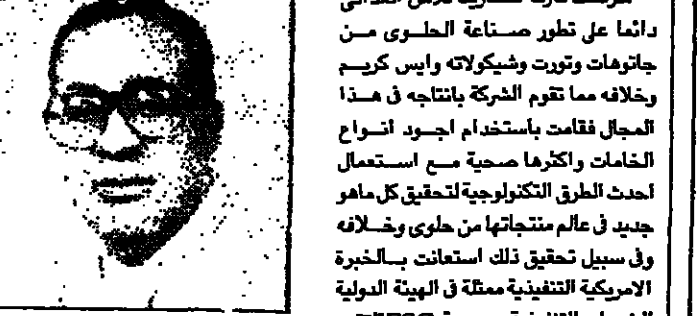 دائما على تطور صناعة الحلوى من
جاتوهات وتورت وشيكولاته وايس كريم
وخلافه مما تقوم الشركة بانتاجه فى هذا
المجال فقامت باستخدام اجود انواع
الخامات واكثرها صحية مع استعمال
احدث الطرق التكنولوجية لتحقيق كل ماهو
جديد فى عالم منتجاتها من حلوى وخلافه
وفى سبيل تحقيق ذلك استعانت بالخبرة
الامريكية التنفيذية ممثلة فى الهيئة الدولية